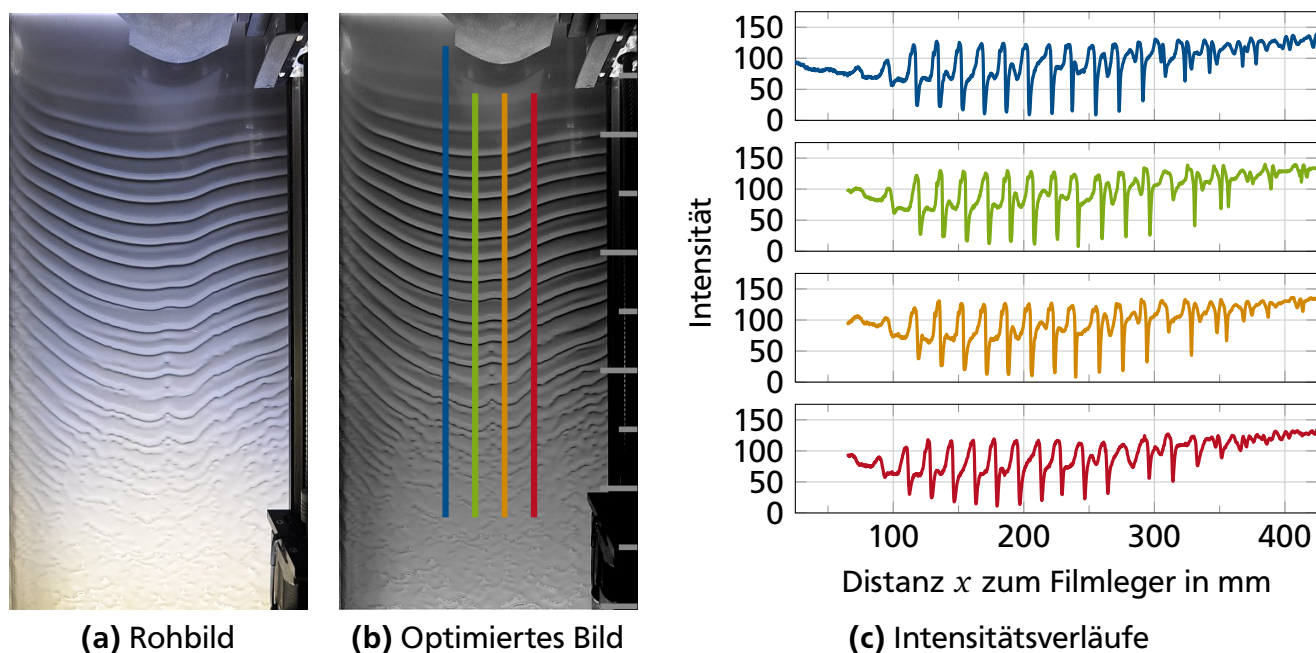 150
100
50
0
150
100
50
0
150
100
50
0
150
100
50
0
Intensität
100 200 300 400
Distanz x zum Filmleger in mm
(a) Rohbild
(b) Optimiertes Bild
(c) Intensitätsverläufe